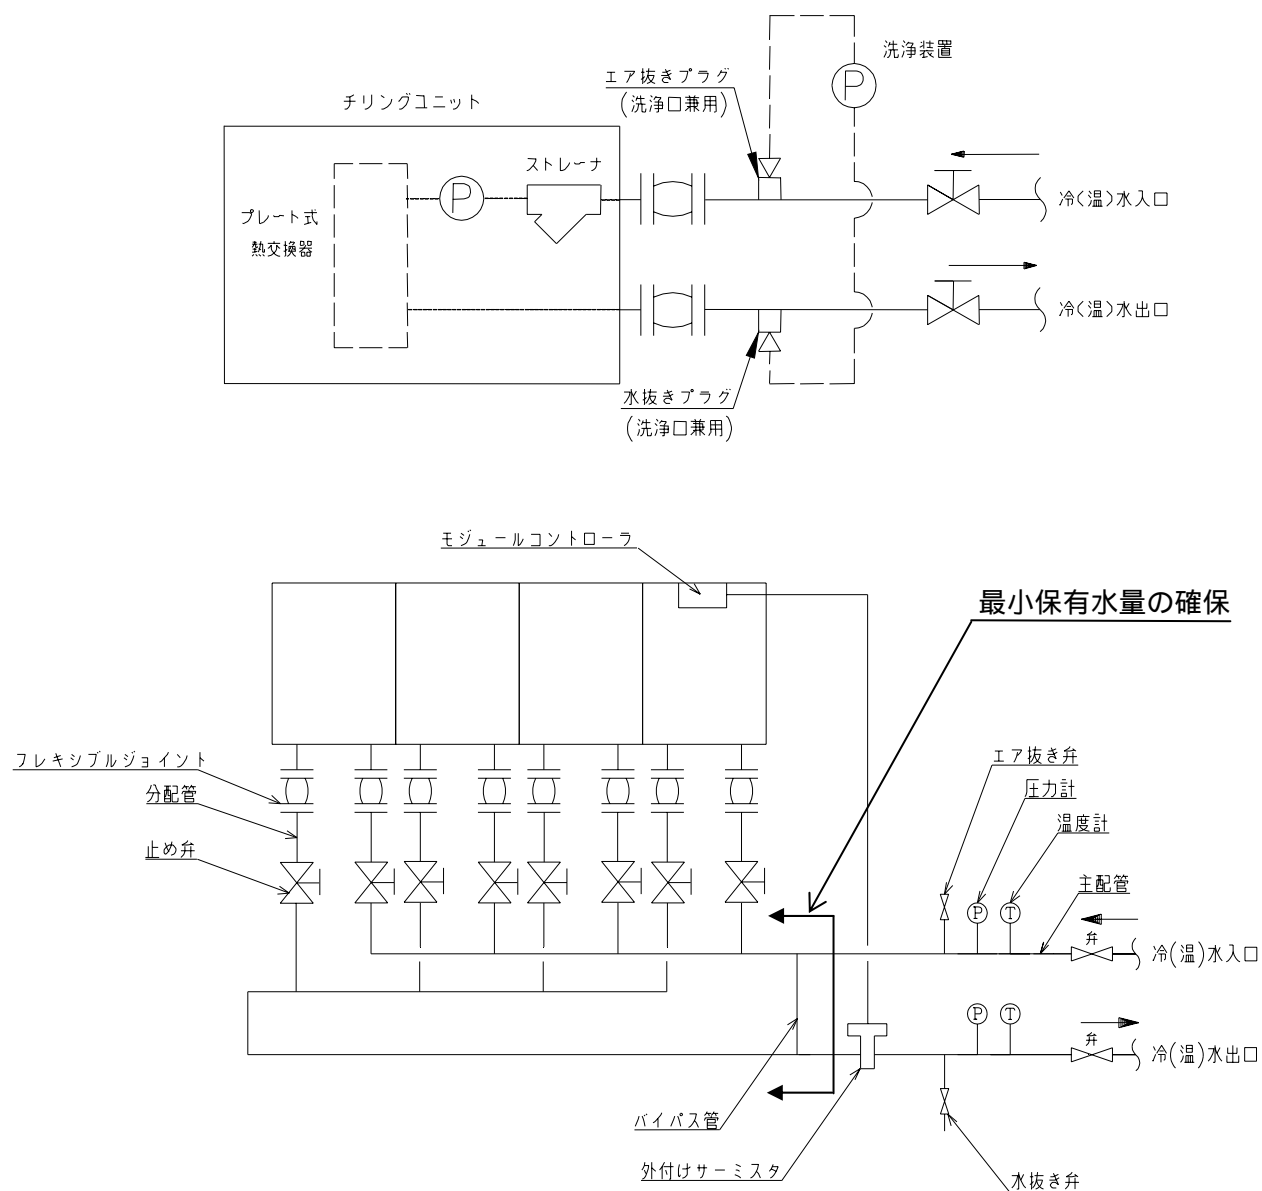 洗浄装置
エア抜きプラグ
(洗浄口兼用)
P
チリングユニット
ストレーナ
P
プレート式
熱交換器
冷(温)水入口
冷(温)水出口
水抜きプラグ
(洗浄口兼用)
モジュールコントローラ
最小保有水量の確保
フレキシブルジョイント
分配管
止め弁
エア抜き弁
圧力計
温度計
主配管
P
T
弁
冷(温)水入口
P
T
弁
冷(温)水出口
バイパス管
外付けサーミスタ
水抜き弁